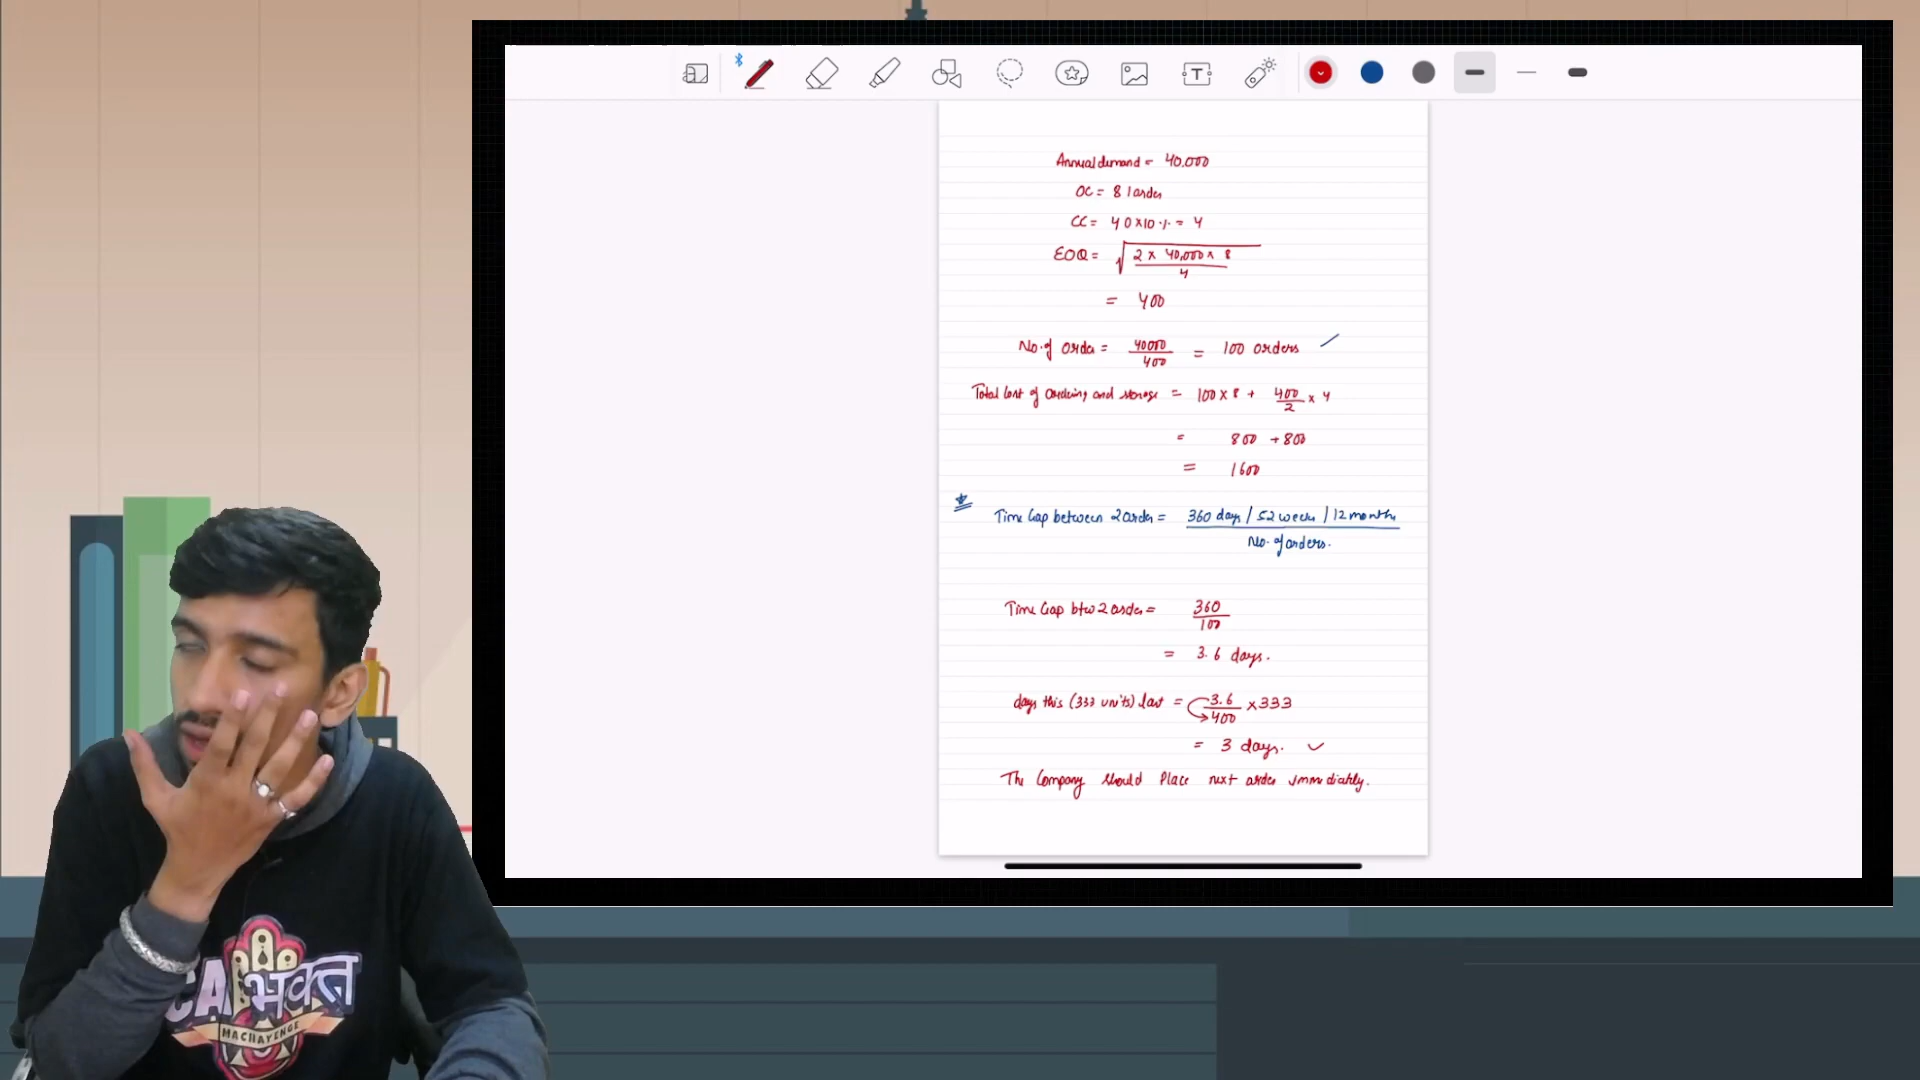 T
Annual demand = 40,000
OC = 8 / order
CC = 40 x 10 % = 4
EOQ = √ 2 x 40,000 x 8
4
= 400
No. of order = 40000 / 400 = 100 orders
Total Cost of ordering and storage = 100 x 8 + 400/2 x 4
= 800 + 800
= 1600
Time Gap between 2 order = 360 days / 52 weeks / 12 months
No. of orders.
Time Gap btw 2 order = 360 / 100
= 3.6 days.
days this (333 units) last = 3.6 / 400 x 333
= 3 days. ✓
The Company should Place next order immediatly.
CA भक्त
MACHAYENGE